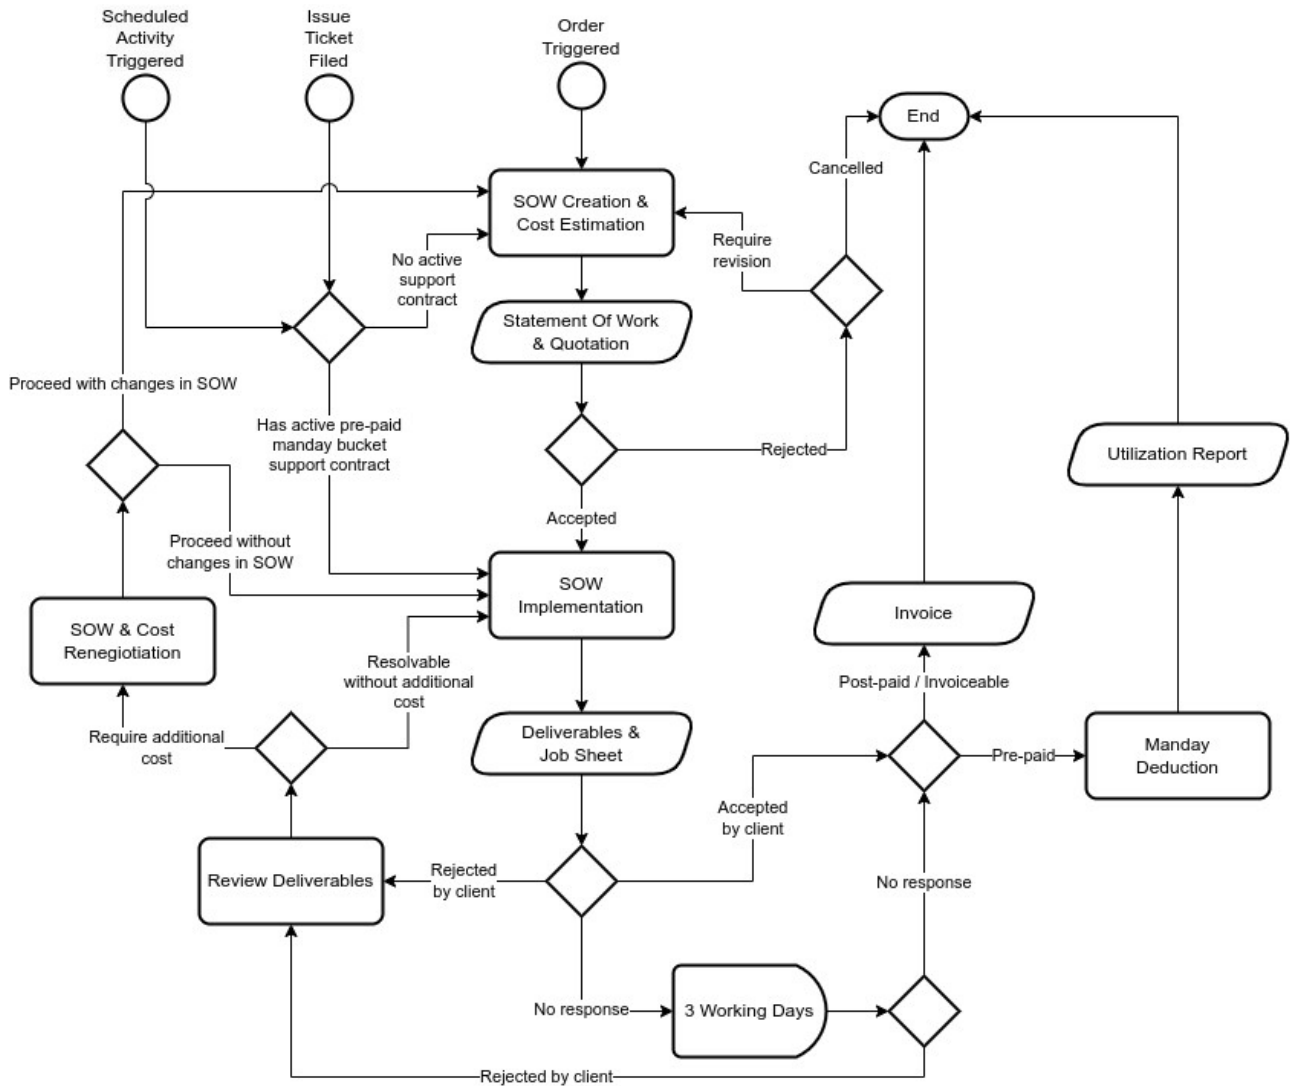 Scheduled
Activity
Triggered
Issue
Ticket
Filed
Order
Triggered
End
Cancelled
SOW Creation &
Cost Estimation
Require
revision
No active
support
contract
Statement Of Work
& Quotation
Proceed with changes in SOW
Has active pre-paid
manday bucket
support contract
Rejected
Utilization Report
Accepted
Proceed without
changes in SOW
SOW
Implementation
SOW & Cost
Renegiotiation
Invoice
Resolvable
without additional
cost
Post-paid / Invoiceable
Require additional
cost
Deliverables &
Job Sheet
Pre-paid
Manday
Deduction
Accepted
by client
Review Deliverables
Rejected
by client
No response
No response
3 Working Days
Rejected by client